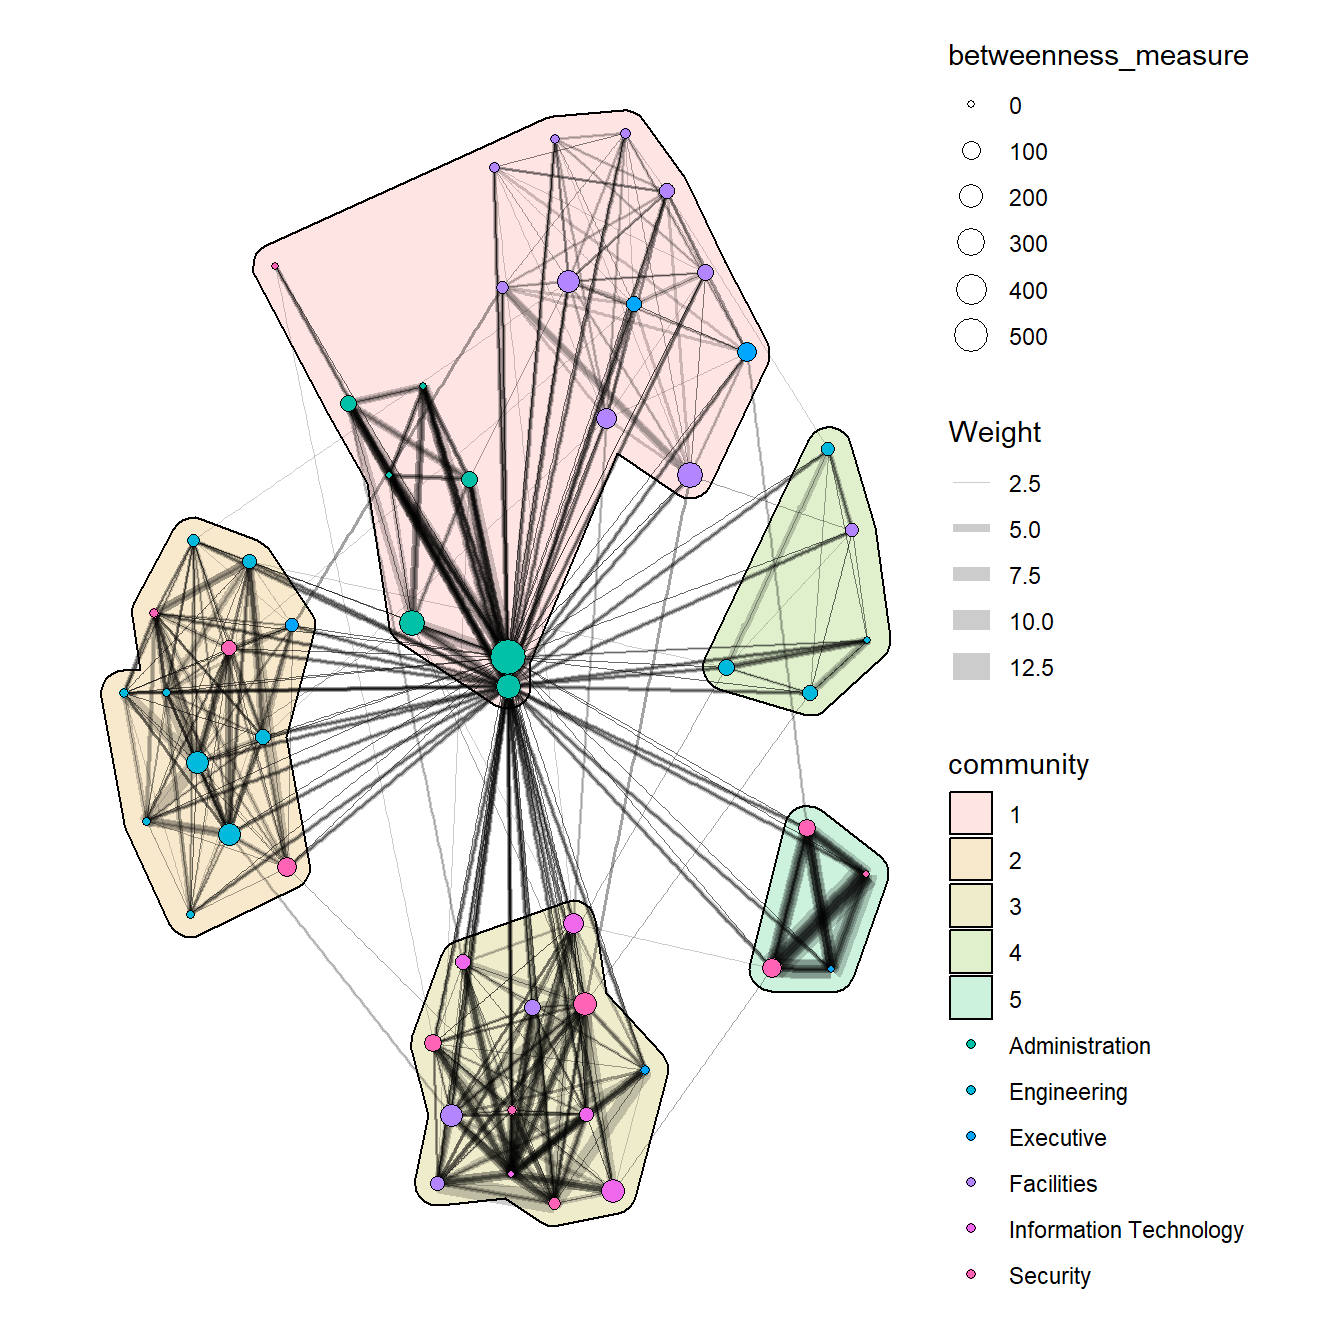 betweenness_measure
0
100
200
300
400
500
Weight
2.5
5.0
7.5
10.0
12.5
community
1
2
3
4
5
Administration
Engineering
Executive
Facilities
Information Technology
Security